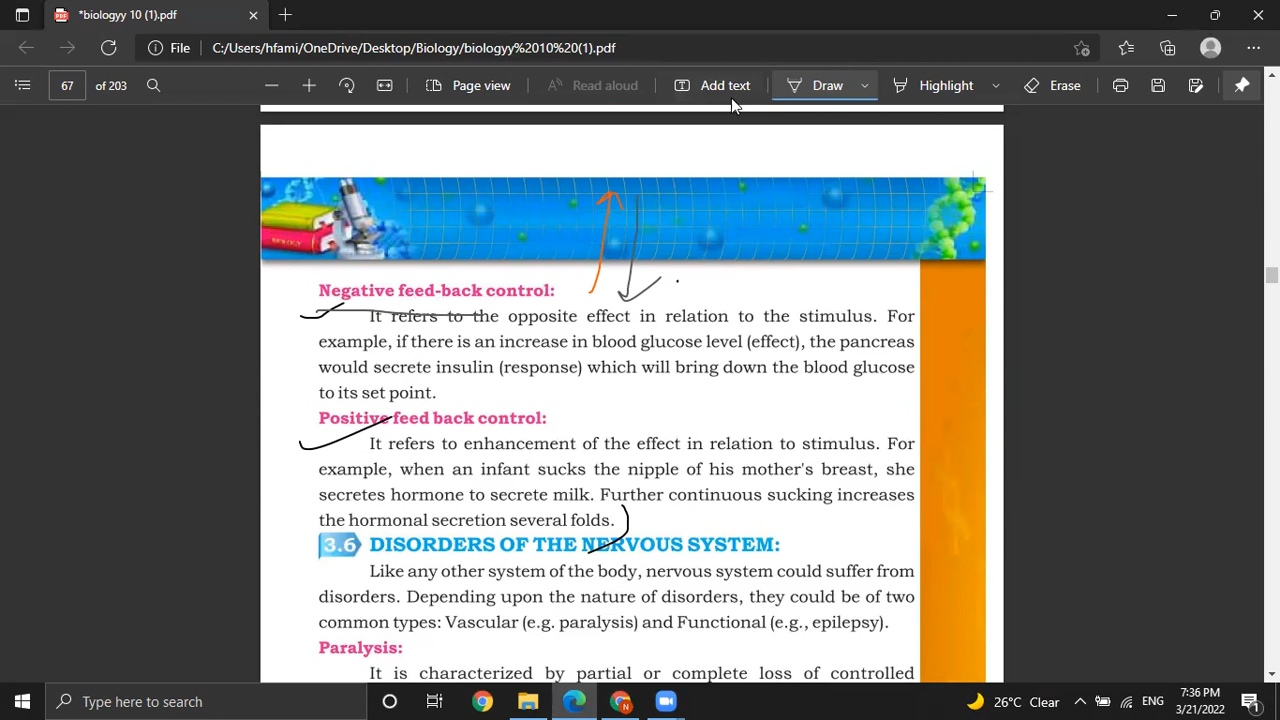 *biologyy 10 (1).pdf
File C:/Users/hfami/OneDrive/Desktop/Biology/biologyy%2010%20(1).pdf
67 of 203 Page view Read aloud Add text Draw Highlight Erase
BIOLOGY
Negative feed-back control:
It refers to the opposite effect in relation to the stimulus. For
example, if there is an increase in blood glucose level (effect), the pancreas
would secrete insulin (response) which will bring down the blood glucose
to its set point.
Positive feed back control:
It refers to enhancement of the effect in relation to stimulus. For
example, when an infant sucks the nipple of his mother's breast, she
secretes hormone to secrete milk. Further continuous sucking increases
the hormonal secretion several folds.
3.6 DISORDERS OF THE NERVOUS SYSTEM:
Like any other system of the body, nervous system could suffer from
disorders. Depending upon the nature of disorders, they could be of two
common types: Vascular (e.g. paralysis) and Functional (e.g., epilepsy).
Paralysis:
It is characterized by partial or complete loss of controlled
Type here to search 26°C Clear ENG 7:36 PM
3/21/2022